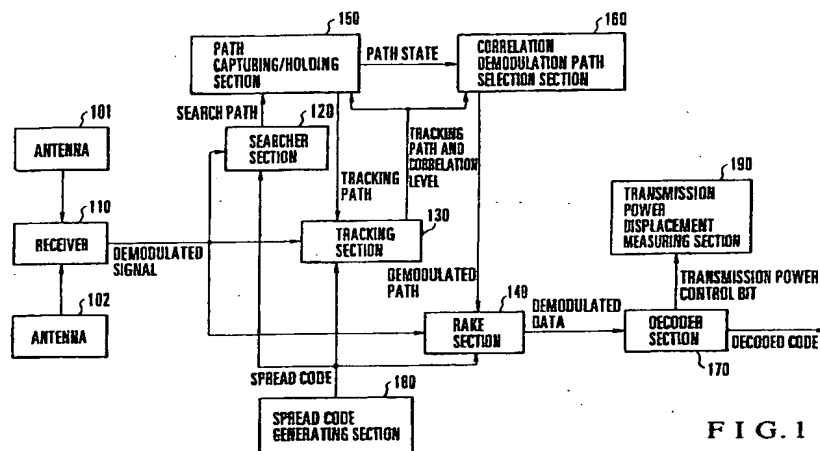 150
PATH
CAPTURING/HOLDING
SECTION
PATH STATE
160
CORRELATION
DEMODULATION PATH
SELECTION SECTION
SEARCH PATH
120
SEARCHER
SECTION
101
ANTENNA
TRACKING
PATH
TRACKING
PATH AND
CORRELATION
LEVEL
190
TRANSMISSION
POWER
DISPLACEMENT
MEASURING SECTION
110
RECEIVER
DEMODULATED
SIGNAL
130
TRACKING
SECTION
DEMODULATED
PATH
TRANSMISSION POWER
CONTROL BIT
102
ANTENNA
140
RAKE
SECTION
DEMODULATED
DATA
DECODER
SECTION
170
DECODED CODE
SPREAD CODE
180
SPREAD CODE
GENERATING SECTION
FIG. 1